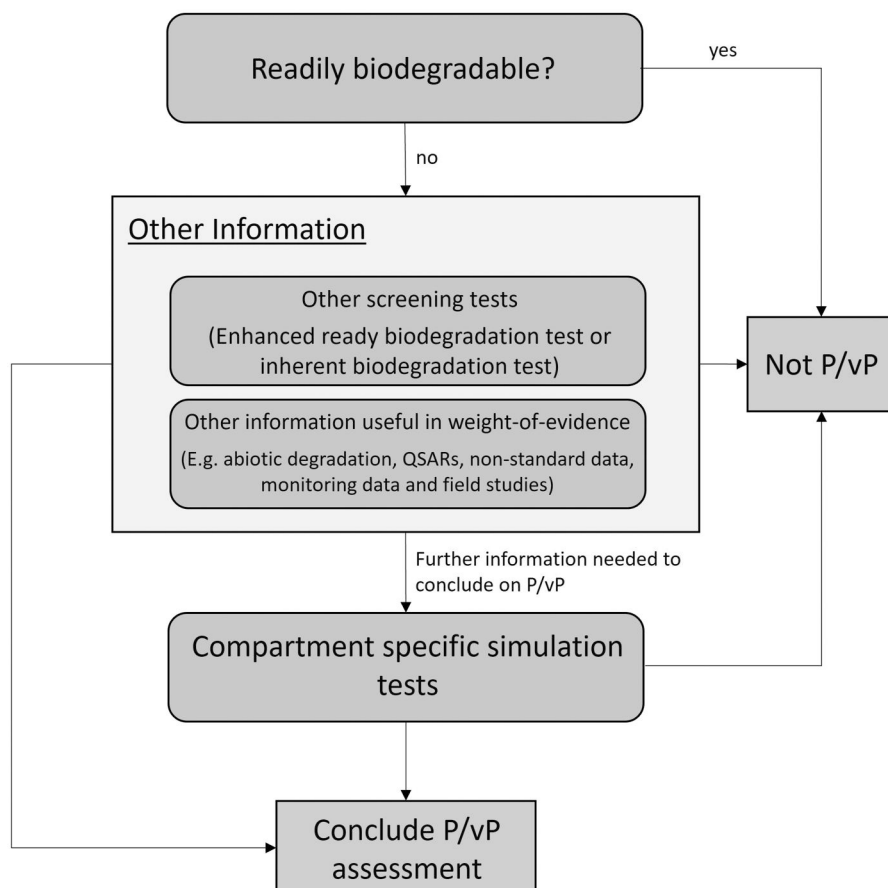 Readily biodegradable?
yes
no
Other Information
Other screening tests
(Enhanced ready biodegradation test or
inherent biodegradation test)
Not P/vP
Other information useful in weight-of-evidence
(E.g. abiotic degradation, QSARs, non-standard data,
monitoring data and field studies)
Further information needed to
conclude on P/vP
Compartment specific simulation
tests
Conclude P/vP
assessment